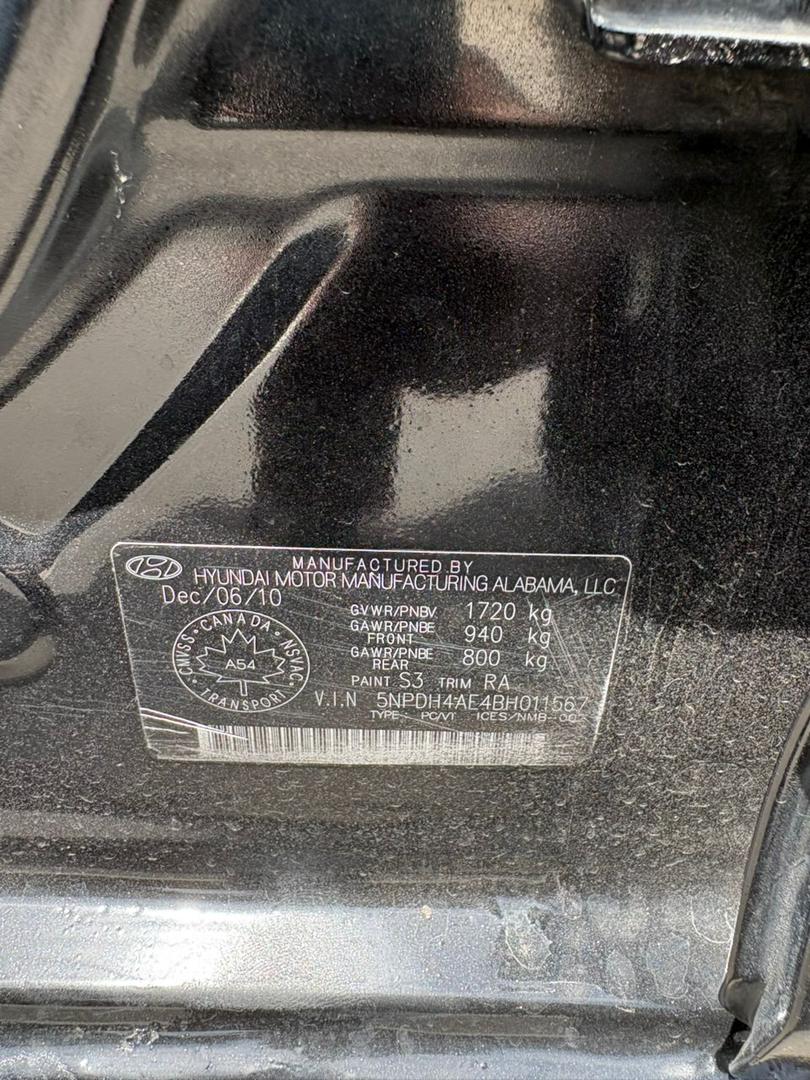 MANUFACTURED BY
HYUNDAI MOTOR MANUFACTURING ALABAMA, LLC
Dec/06/10
GVWR/PNBV 1720 kg
GAWR/PNBE FRONT 940 kg
GAWR/PNBE REAR 800 kg
PAINT S3 TRIM RA
V.I.N 5NPDH4AE4BH011567
TYPE: PC/VT ICES/NMB-002
CANADA
CMVSS • NSVAC
A54
TRANSPORT